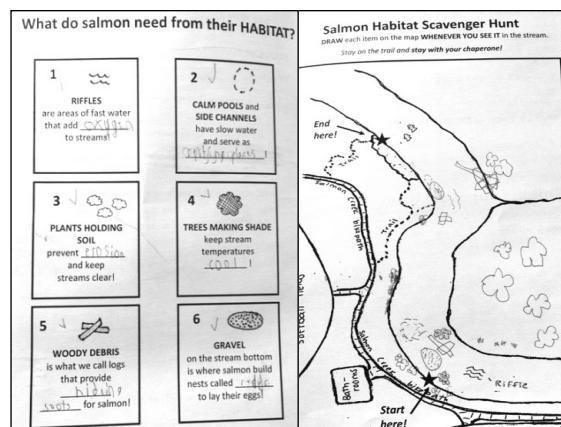 What do salmon need from their HABITAT?
1
RIFFLES
are areas of fast water
that add oxygen
to streams!
2
CALM POOLS and
SIDE CHANNELS
have slow water
and serve as
resting places!
3
PLANTS HOLDING
SOIL
prevent erosion
and keep
streams clear!
4
TREES MAKING SHADE
keep stream
temperatures
cool!
5
WOODY DEBRIS
is what we call logs
that provide
hiding
spots for salmon!
6
GRAVEL
on the stream bottom
is where salmon build
nests called redds
to lay their eggs!
Salmon Habitat Scavenger Hunt
DRAW each item on the map WHENEVER YOU SEE IT in the stream.
Stay on the trail and stay with your chaperone!
End
here!
Salmon
Creek bikepath
Trail
Softball field
Salmon
Creek bikepath
Bath-
rooms
Start
here!
Riffle